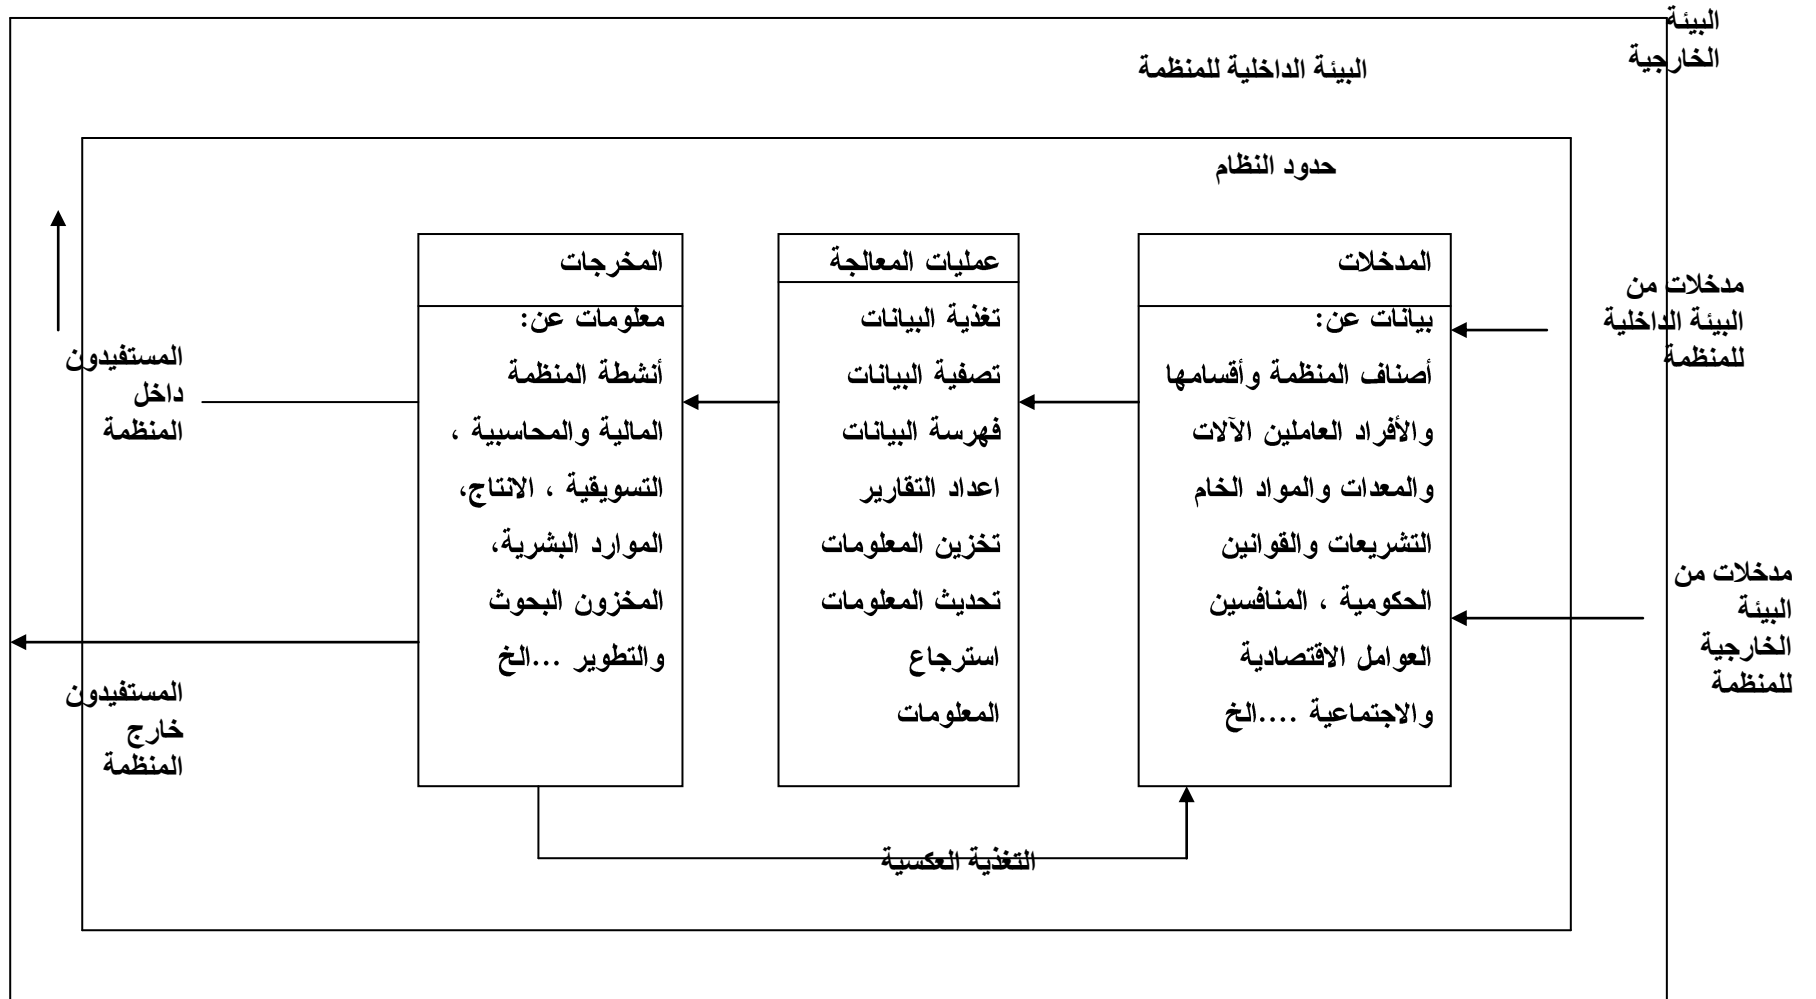 البيئة
الخارجية
البيئة الداخلية للمنظمة
حدود النظام
مدخلات من
البيئة الداخلية
للمنظمة
مدخلات من
البيئة
الخارجية
للمنظمة
المدخلات
بيانات عن:
أصناف المنظمة وأقسامها
والأفراد العاملين الآلات
والمعدات والمواد الخام
التشريعات والقوانين
الحكومية ، المنافسين
العوامل الاقتصادية
والاجتماعية ....الخ
عمليات المعالجة
تغذية البيانات
تصفية البيانات
فهرسة البيانات
اعداد التقارير
تخزين المعلومات
تحديث المعلومات
استرجاع
المعلومات
المخرجات
معلومات عن:
أنشطة المنظمة
المالية والمحاسبية ،
التسويقية ، الانتاج،
الموارد البشرية،
المخزون البحوث
والتطوير ...الخ
المستفيدون
داخل
المنظمة
المستفيدون
خارج
المنظمة
التغذية العكسية